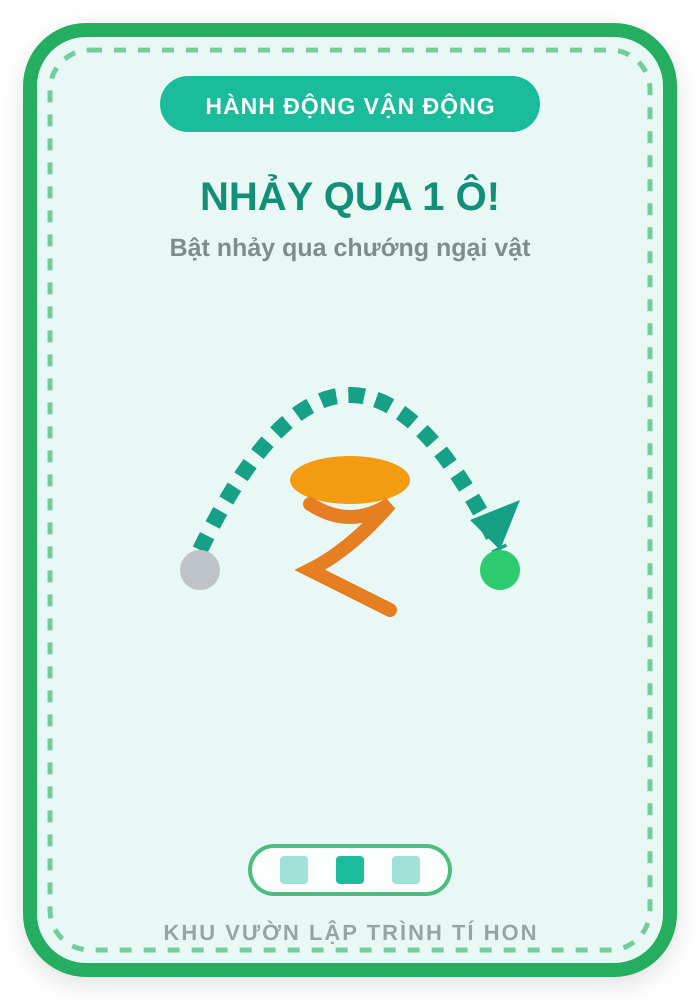 HÀNH ĐỘNG VẬN ĐỘNG
NHẢY QUA 1 Ô!
Bật nhảy qua chướng ngại vật
KHU VƯỜN LẬP TRÌNH TÍ HON